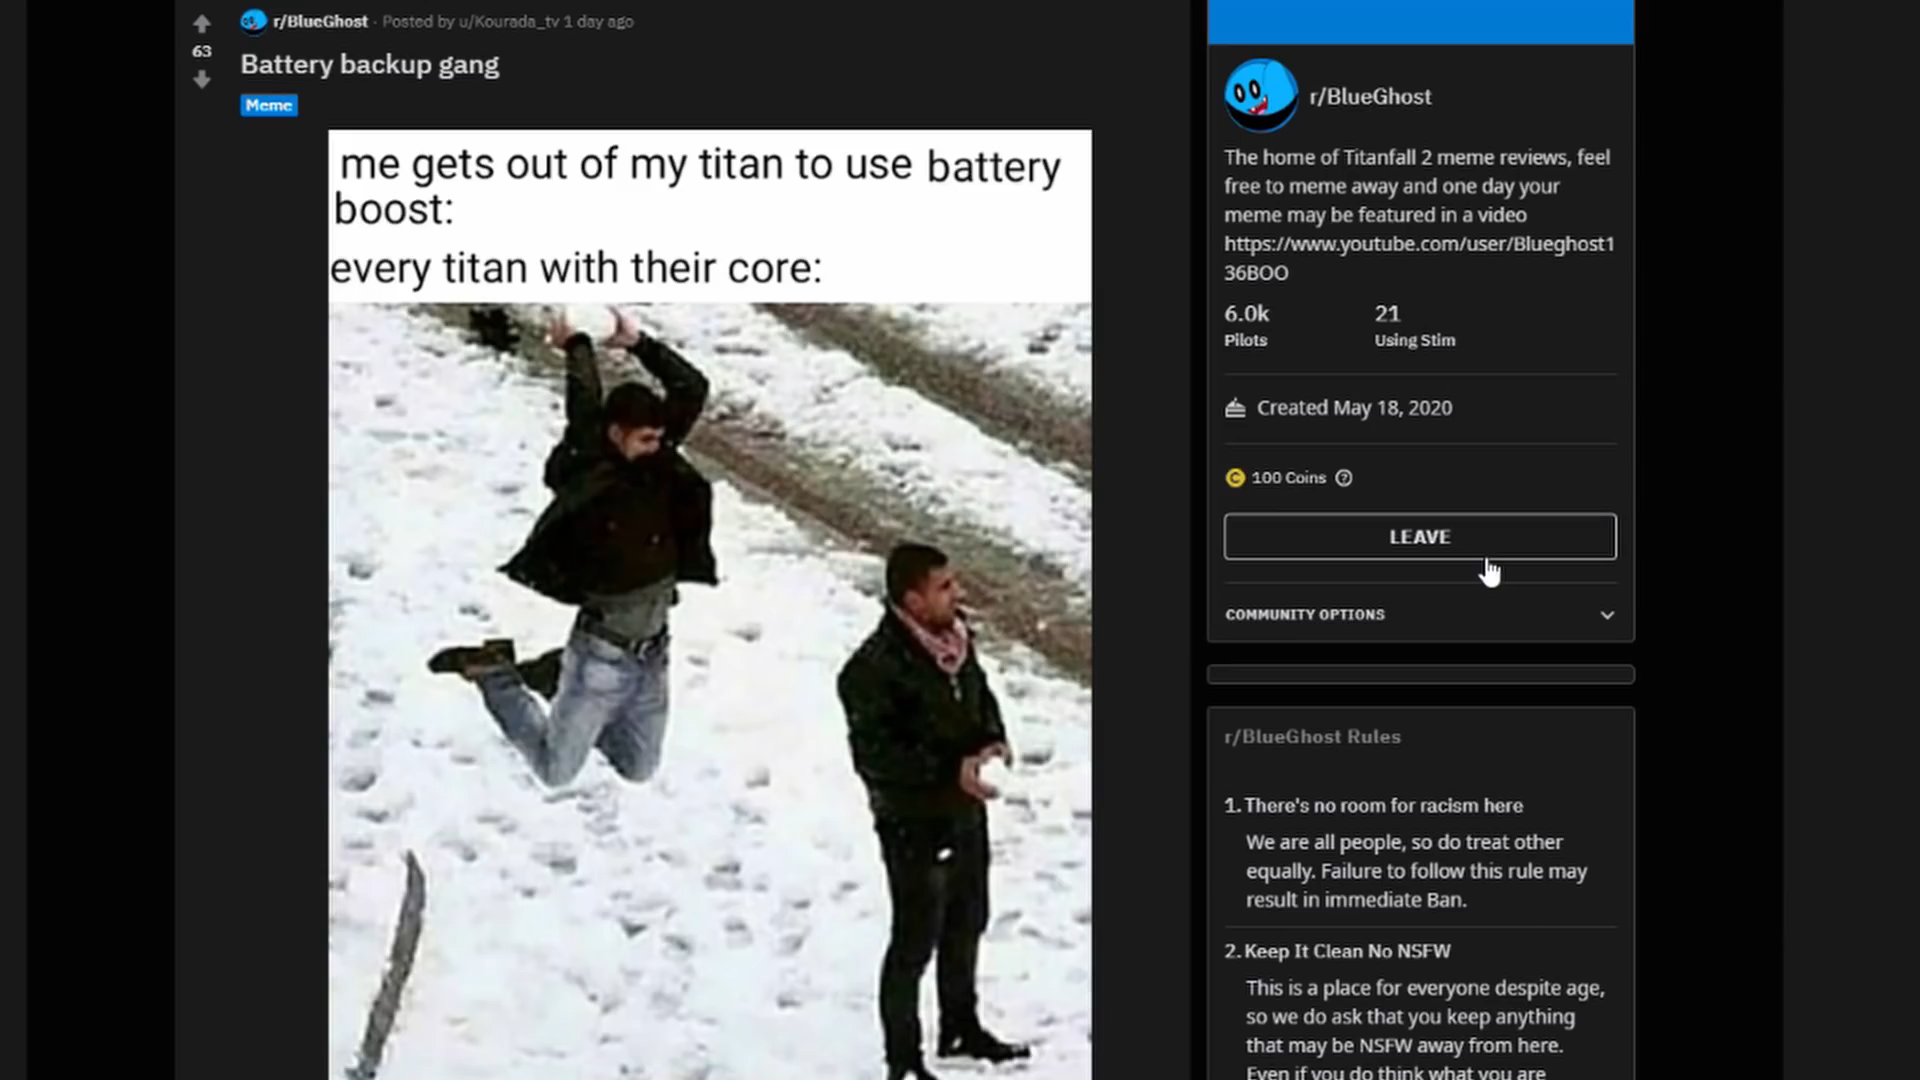 r/BlueGhost · Posted by u/Kourada_tv 1 day ago
63
Battery backup gang
Meme
me gets out of my titan to use battery
boost:
every titan with their core:
r/BlueGhost
The home of Titanfall 2 meme reviews, feel
free to meme away and one day your
meme may be featured in a video
https://www.youtube.com/user/Blueghost1
36BOO
6.0k 21
Pilots Using Stim
Created May 18, 2020
100 Coins
LEAVE
COMMUNITY OPTIONS
r/BlueGhost Rules
1. There's no room for racism here
We are all people, so do treat other
equally. Failure to follow this rule may
result in immediate Ban.
2. Keep It Clean No NSFW
This is a place for everyone despite age,
so we do ask that you keep anything
that may be NSFW away from here.
Even if you do think what you are